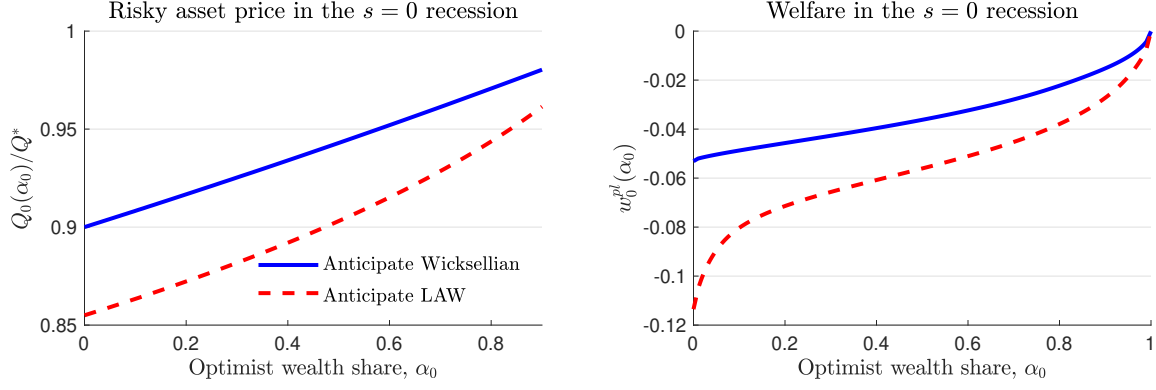 Risky asset price in the s = 0 recession
1
0.95
0.9
0.85
Q₀(α₀)/Q*
Anticipate Wicksellian
Anticipate LAW
0 0.2 0.4 0.6 0.8
Optimist wealth share, α₀
Welfare in the s = 0 recession
0
-0.02
-0.04
-0.06
-0.08
-0.1
-0.12
w₀ᵖˡ(α₀)
0 0.2 0.4 0.6 0.8 1
Optimist wealth share, α₀